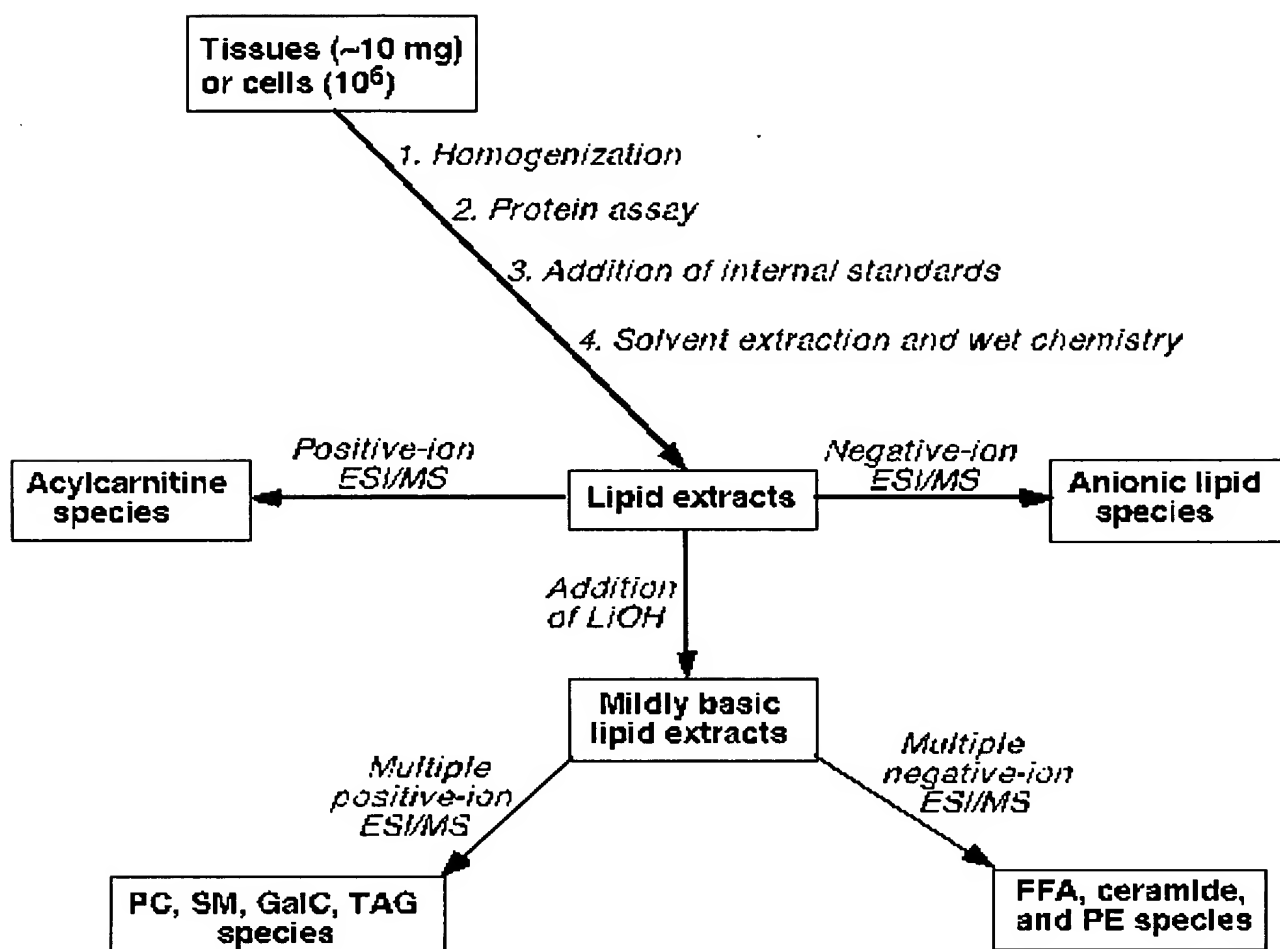 Tissues (~10 mg)
or cells (10⁶)
1. Homogenization
2. Protein assay
3. Addition of internal standards
4. Solvent extraction and wet chemistry
Positive-ion
ESI/MS
Negative-ion
ESI/MS
Acylcarnitine
species
Lipid extracts
Anionic lipid
species
Addition
of LiOH
Mildly basic
lipid extracts
Multiple
positive-ion
ESI/MS
Multiple
negative-ion
ESI/MS
PC, SM, GalC, TAG
species
FFA, ceramide,
and PE species